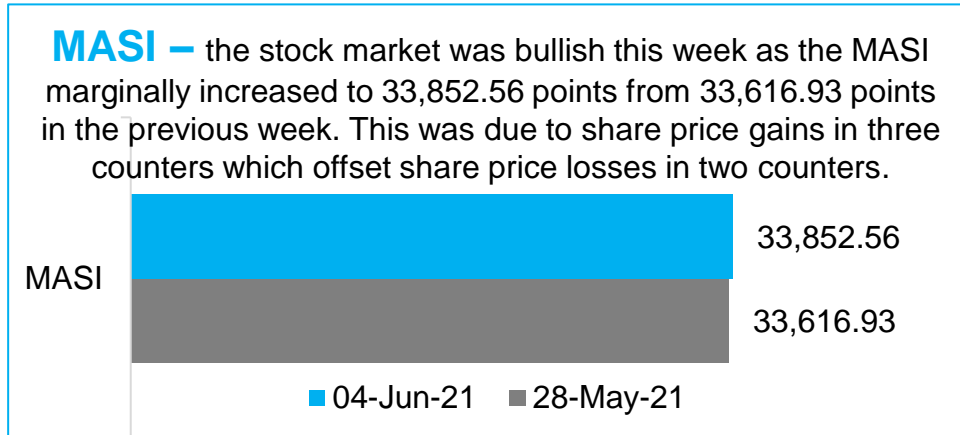 MASI – the stock market was bullish this week as the MASI
marginally increased to 33,852.56 points from 33,616.93 points
in the previous week. This was due to share price gains in three
counters which offset share price losses in two counters.
33,852.56
MASI
33,616.93
04-Jun-21 28-May-21